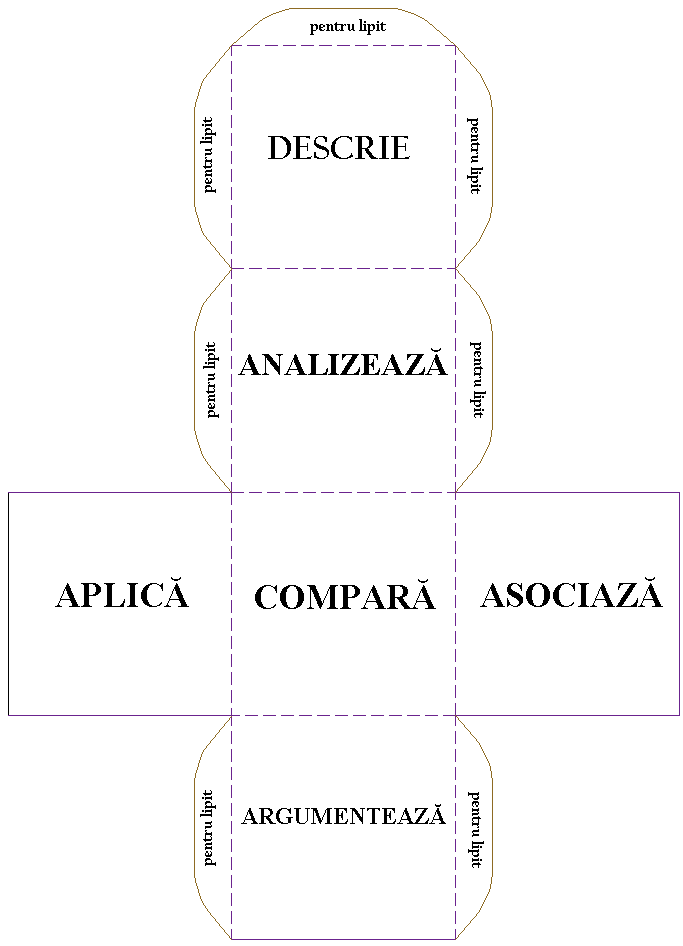 pentru lipit
pentru lipit
DESCRIE
pentru lipit
pentru lipit
ANALIZEAZĂ
pentru lipit
APLICĂ
COMPARĂ
ASOCIAZĂ
pentru lipit
ARGUMENTEAZĂ
pentru lipit